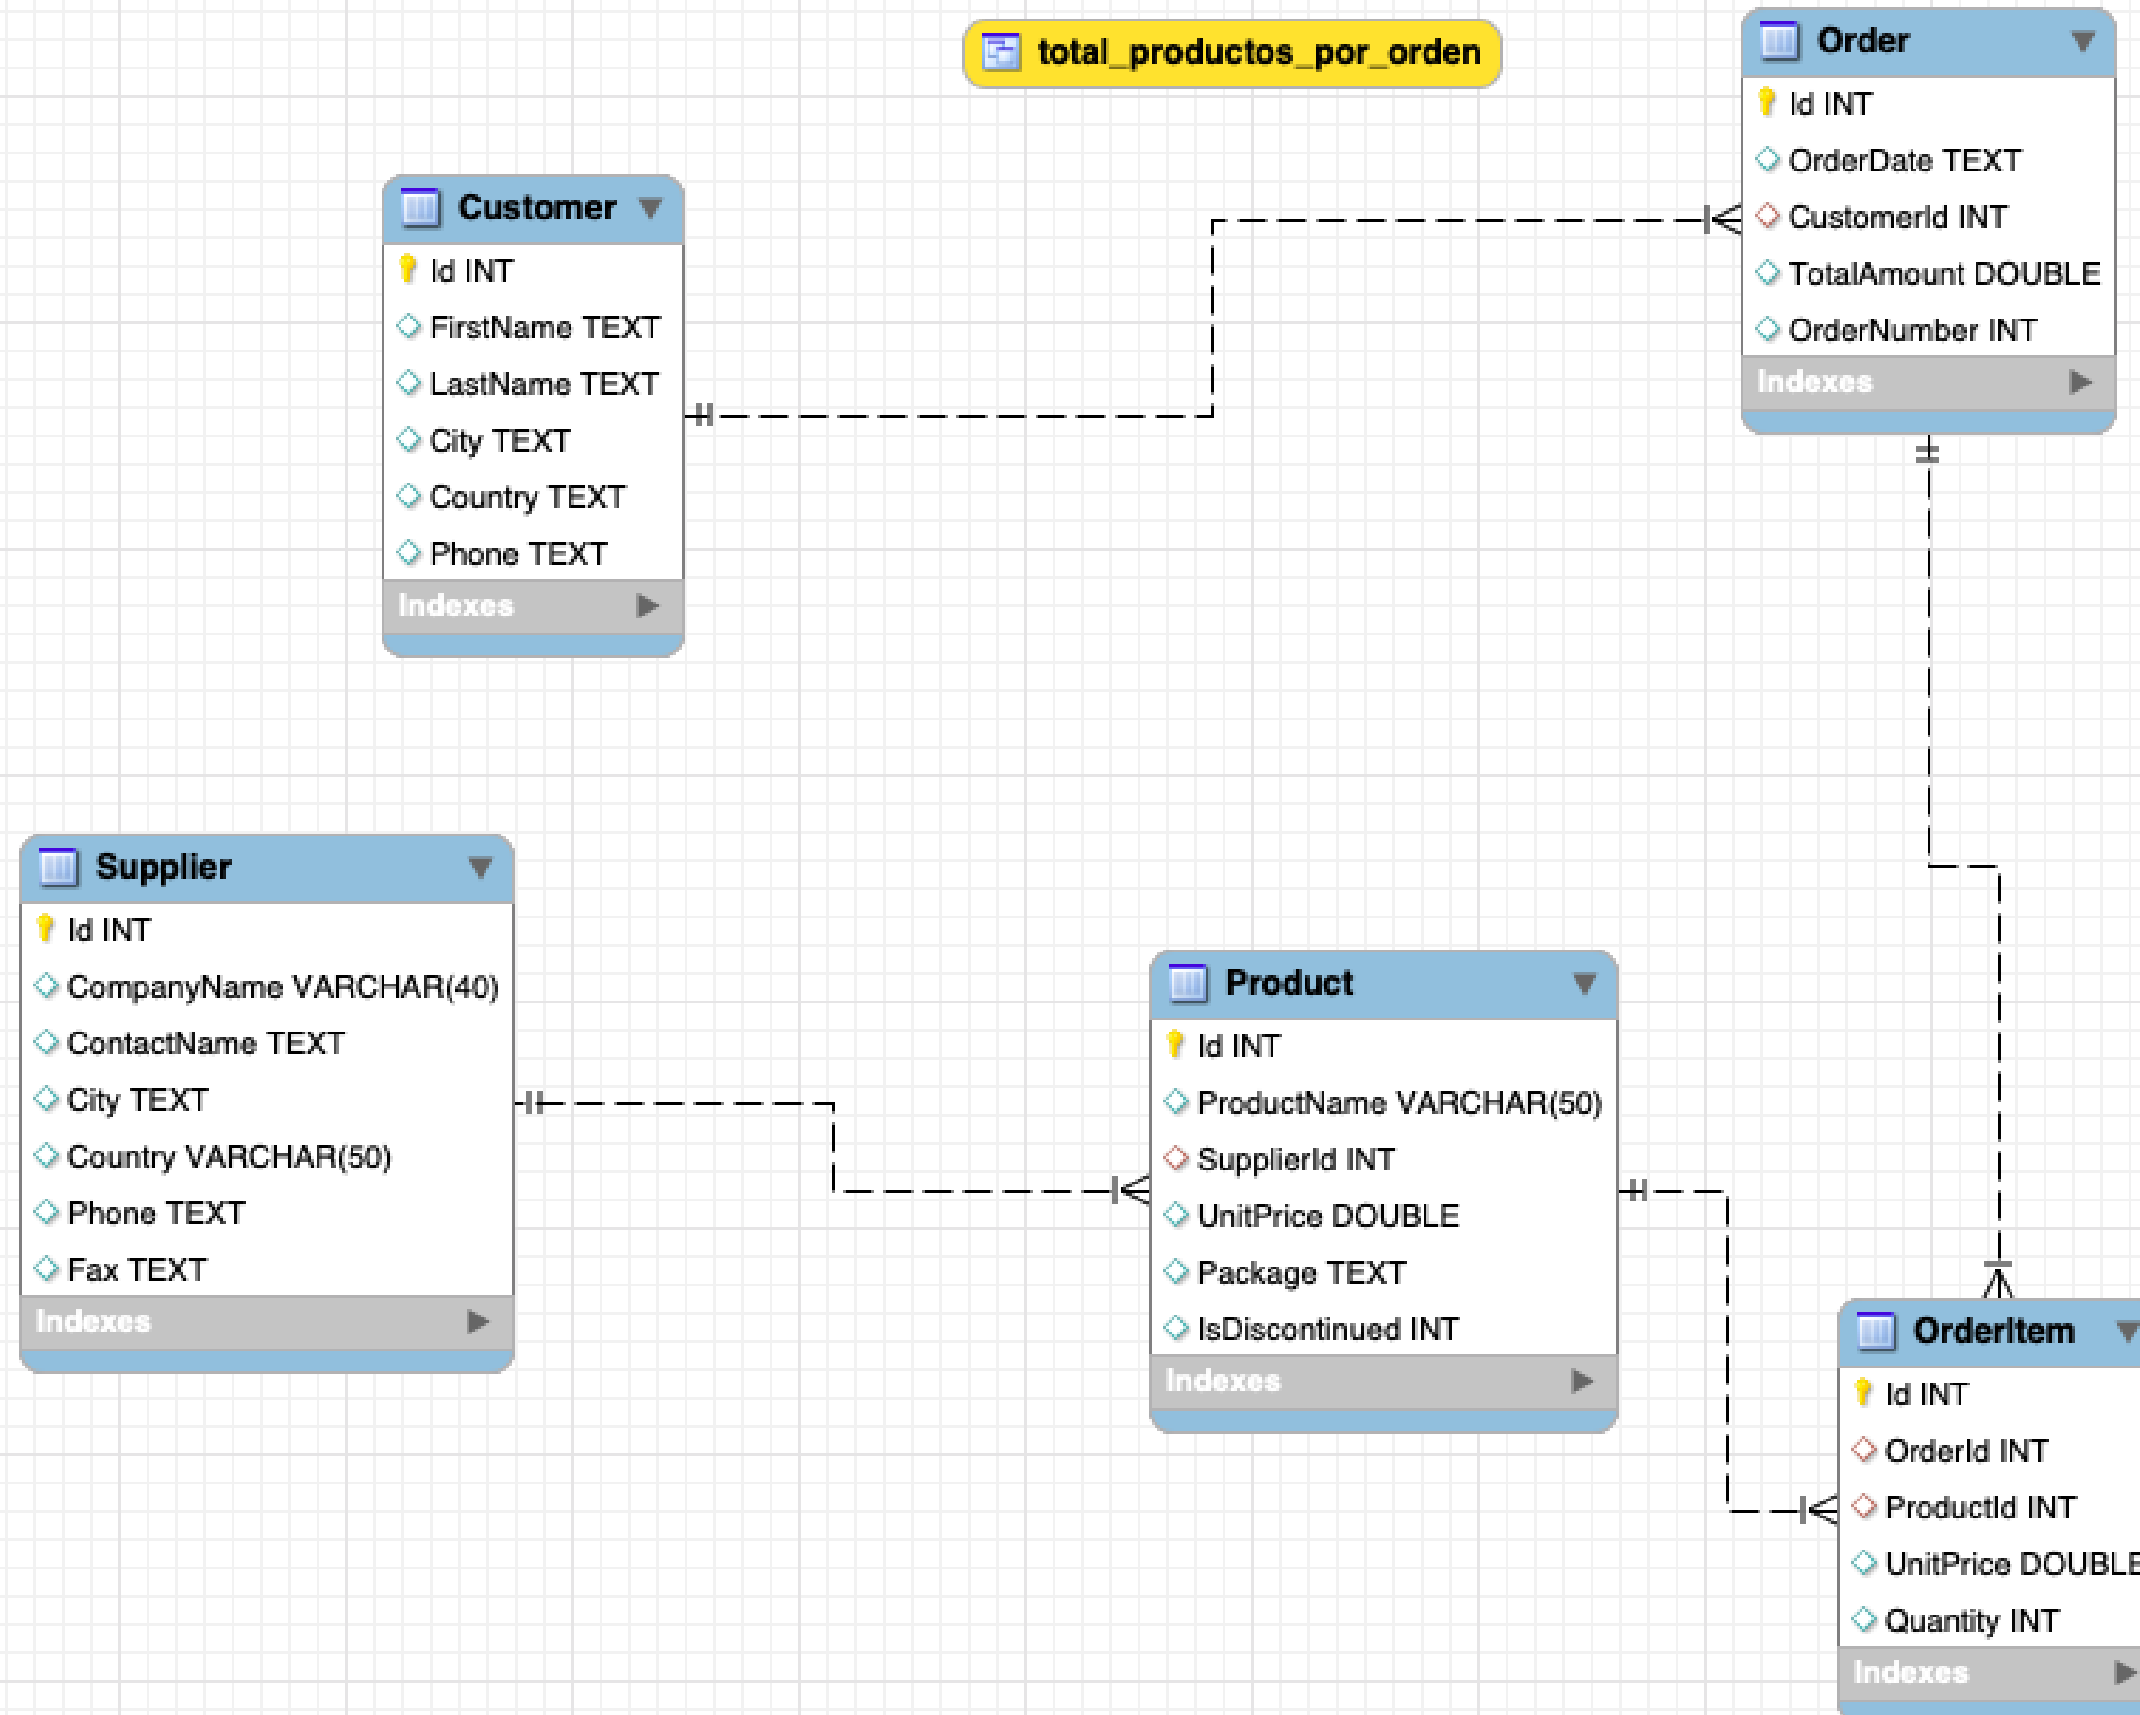 total_productos_por_orden
Order
Id INT
OrderDate TEXT
CustomerId INT
TotalAmount DOUBLE
OrderNumber INT
Indexes
Customer
Id INT
FirstName TEXT
LastName TEXT
City TEXT
Country TEXT
Phone TEXT
Indexes
Supplier
Id INT
CompanyName VARCHAR(40)
ContactName TEXT
City TEXT
Country VARCHAR(50)
Phone TEXT
Fax TEXT
Indexes
Product
Id INT
ProductName VARCHAR(50)
SupplierId INT
UnitPrice DOUBLE
Package TEXT
IsDiscontinued INT
Indexes
OrderItem
Id INT
OrderId INT
ProductId INT
UnitPrice DOUBLE
Quantity INT
Indexes